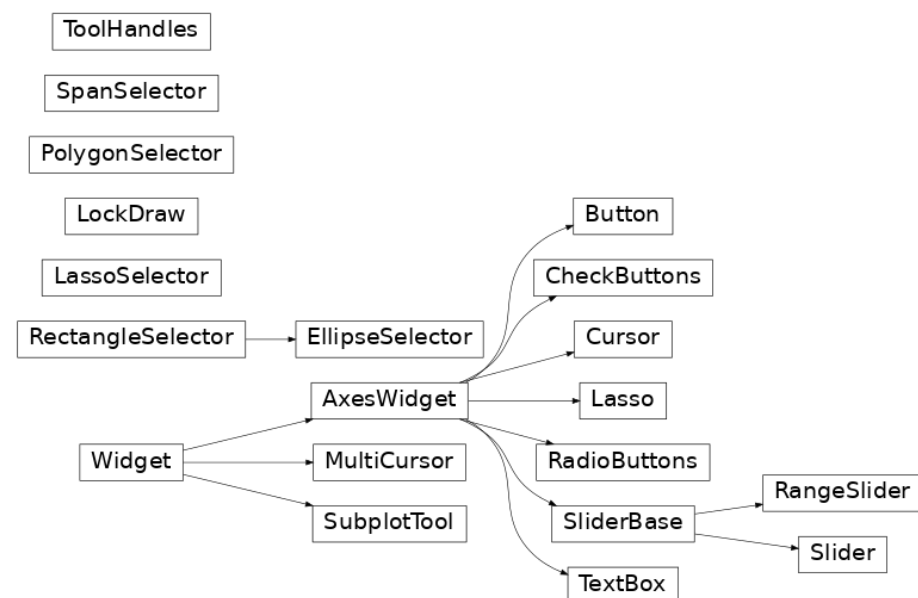 ToolHandles
SpanSelector
PolygonSelector
LockDraw
Button
LassoSelector
CheckButtons
RectangleSelector
EllipseSelector
Cursor
AxesWidget
Lasso
Widget
MultiCursor
RadioButtons
RangeSlider
SubplotTool
SliderBase
Slider
TextBox